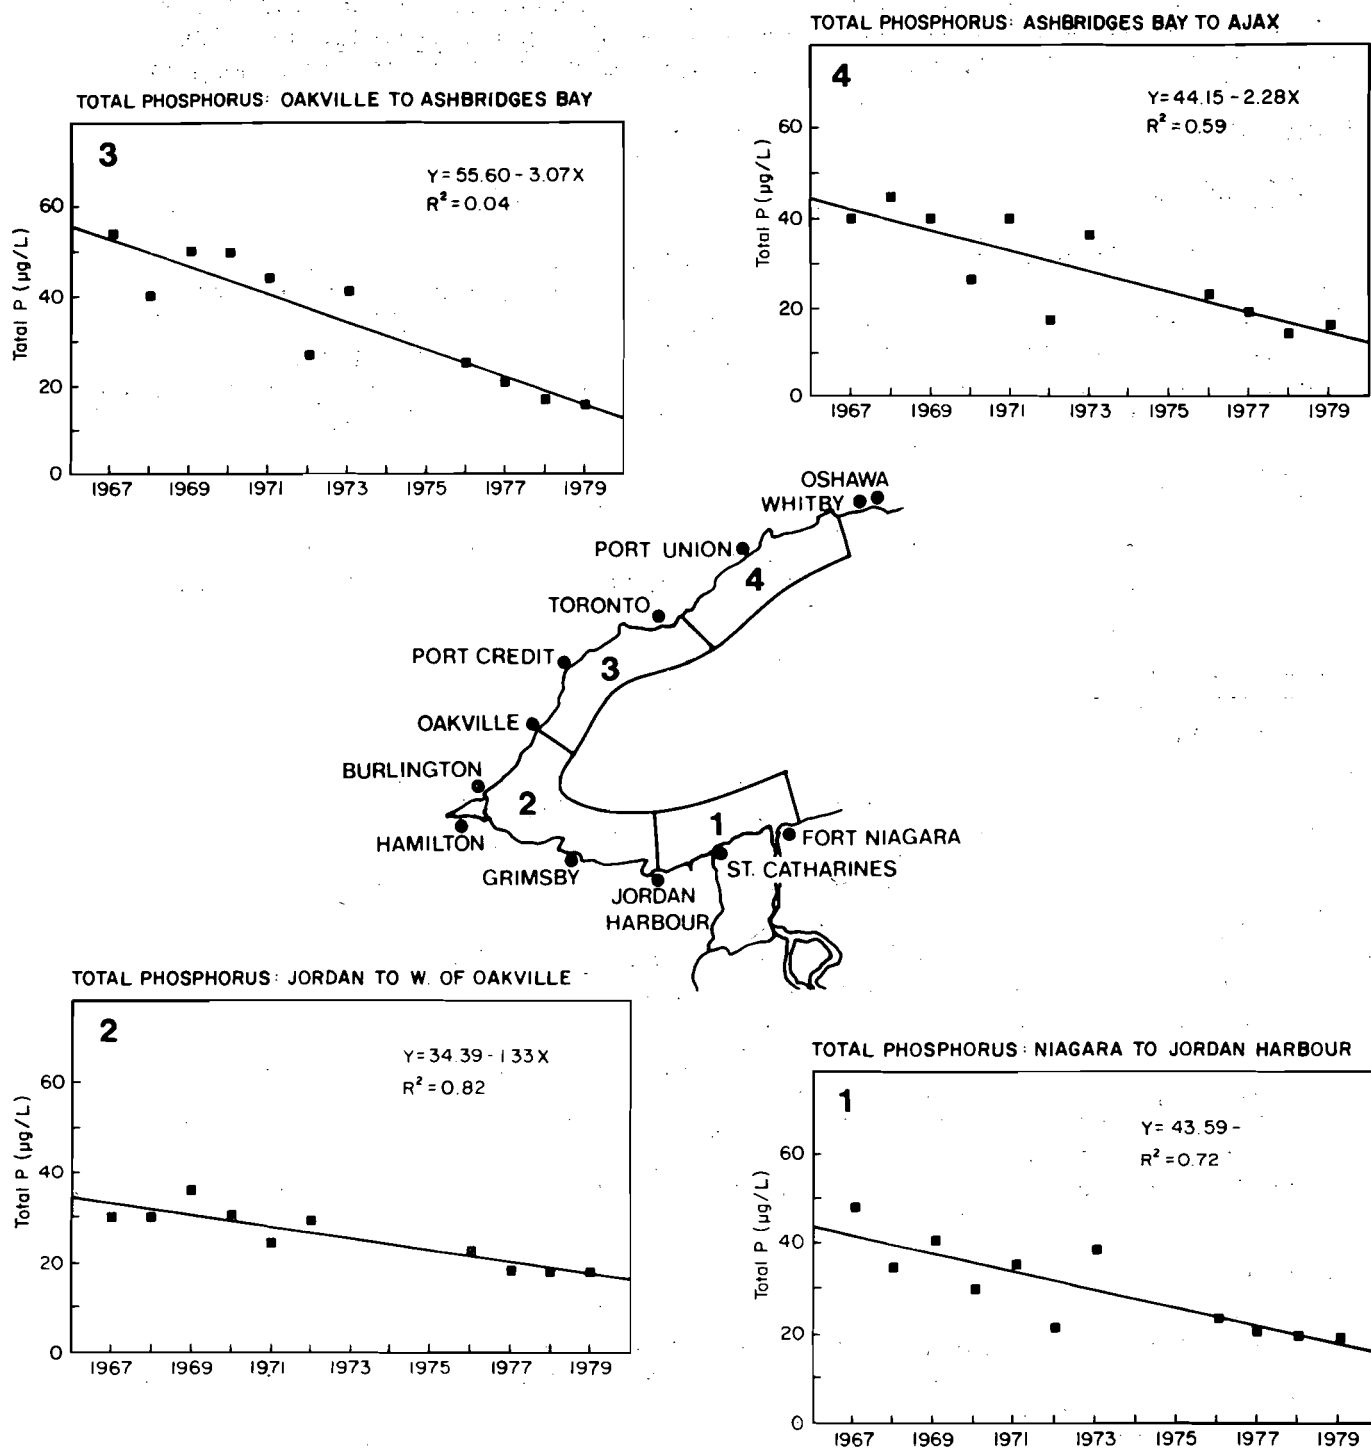 TOTAL PHOSPHORUS: ASHBRIDGES BAY TO AJAX
4
Y=44.15-2.28X
R²=0.59
Total P (µg/L)
60
40
20
0
1967 1969 1971 1973 1975 1977 1979
TOTAL PHOSPHORUS: OAKVILLE TO ASHBRIDGES BAY
3
Y=55.60-3.07X
R²=0.04
Total P (µg/L)
60
40
20
0
1967 1969 1971 1973 1975 1977 1979
OSHAWA
WHITBY
PORT UNION
4
TORONTO
PORT CREDIT
3
OAKVILLE
BURLINGTON
2
1
HAMILTON
FORT NIAGARA
GRIMSBY
ST. CATHARINES
JORDAN
HARBOUR
TOTAL PHOSPHORUS: JORDAN TO W. OF OAKVILLE
2
Y=34.39-1 33X
R²=0.82
Total P (µg/L)
60
40
20
0
1967 1969 1971 1973 1975 1977 1979
TOTAL PHOSPHORUS: NIAGARA TO JORDAN HARBOUR
1
Y= 43.59-
R²=0.72
Total P (µg/L)
60
40
20
0
1967 1969 1971 1973 1975 1977 1979